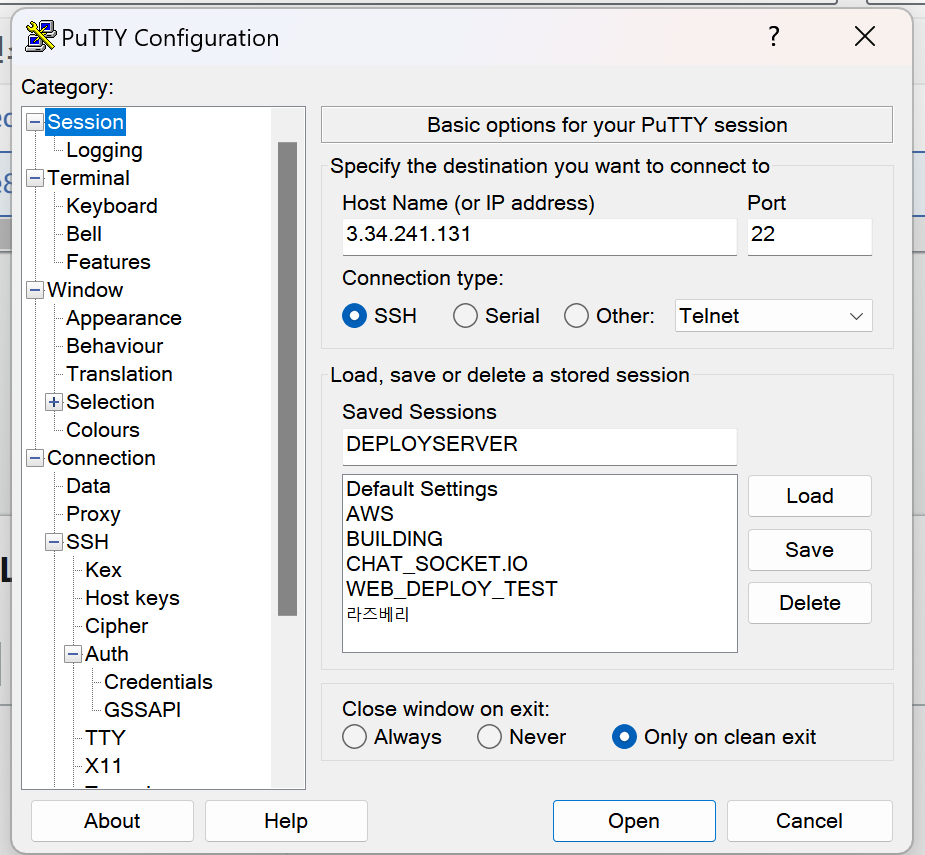 PuTTY Configuration
?
Category:
Session
Logging
Terminal
Keyboard
Bell
Features
Window
Appearance
Behaviour
Translation
Selection
Colours
Connection
Data
Proxy
SSH
Kex
Host keys
Cipher
Auth
Credentials
GSSAPI
TTY
X11
Basic options for your PuTTY session
Specify the destination you want to connect to
Host Name (or IP address) Port
3.34.241.131 22
Connection type:
SSH Serial Other: Telnet
Load, save or delete a stored session
Saved Sessions
DEPLOYSERVER
Default Settings
AWS
BUILDING
CHAT_SOCKET.IO
WEB_DEPLOY_TEST
라즈베리
Load
Save
Delete
Close window on exit:
Always Never Only on clean exit
About Help Open Cancel